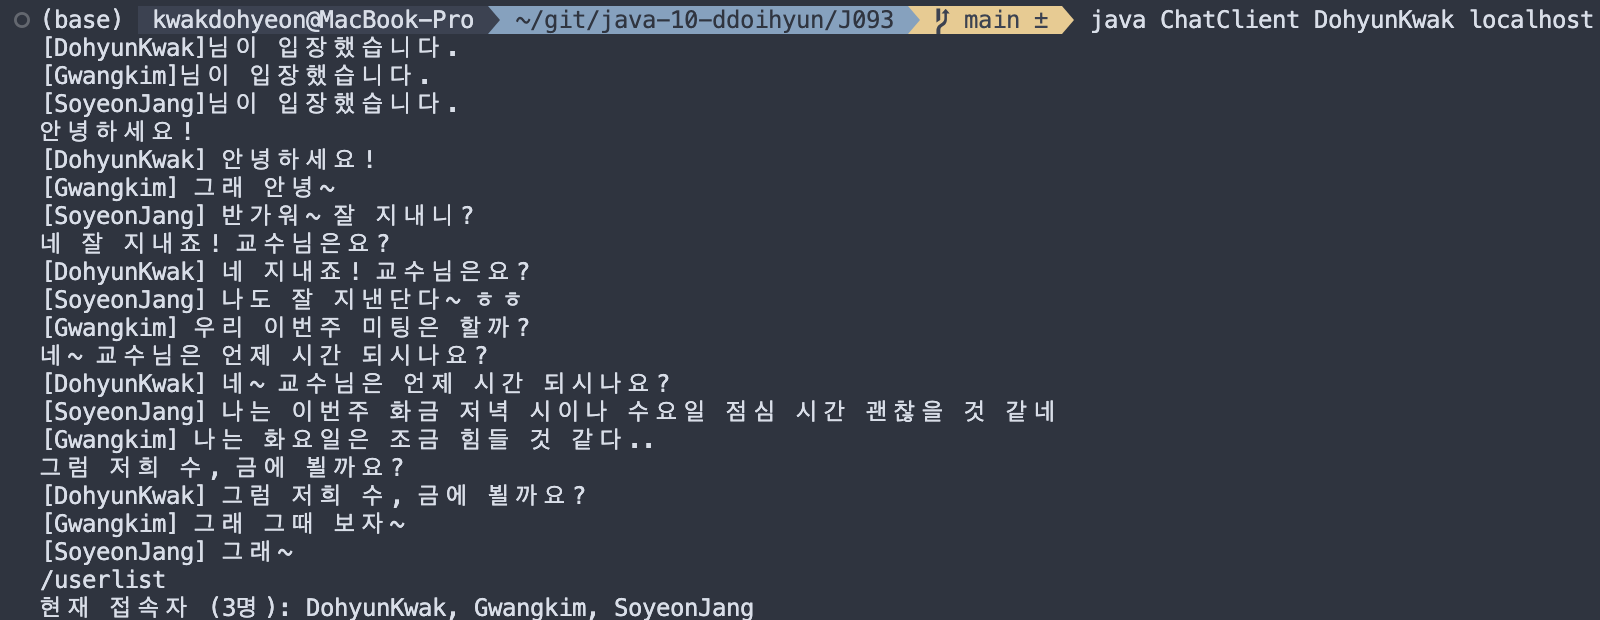 (base) kwakdohyeon@MacBook-Pro ~/git/java-10-ddoihyun/J093 main ± java ChatClient DohyunKwak localhost
[DohyunKwak]님이 입장했습니다.
[Gwangkim]님이 입장했습니다.
[SoyeonJang]님이 입장했습니다.
안녕하세요!
[DohyunKwak] 안녕하세요!
[Gwangkim] 그래 안녕~
[SoyeonJang] 반가워~ 잘 지내니?
네 잘 지내죠! 교수님은요?
[DohyunKwak] 네 지내죠! 교수님은요?
[SoyeonJang] 나도 잘 지낸단다~ ㅎㅎ
[Gwangkim] 우리 이번주 미팅은 할까?
네~ 교수님은 언제 시간 되시나요?
[DohyunKwak] 네~ 교수님은 언제 시간 되시나요?
[SoyeonJang] 나는 이번주 화금 저녁 시이나 수요일 점심 시간 괜찮을 것 같네
[Gwangkim] 나는 화요일은 조금 힘들 것 같다..
그럼 저희 수, 금에 뵐까요?
[DohyunKwak] 그럼 저희 수, 금에 뵐까요?
[Gwangkim] 그래 그때 보자~
[SoyeonJang] 그래~
/userlist
현재 접속자 (3명): DohyunKwak, Gwangkim, SoyeonJang